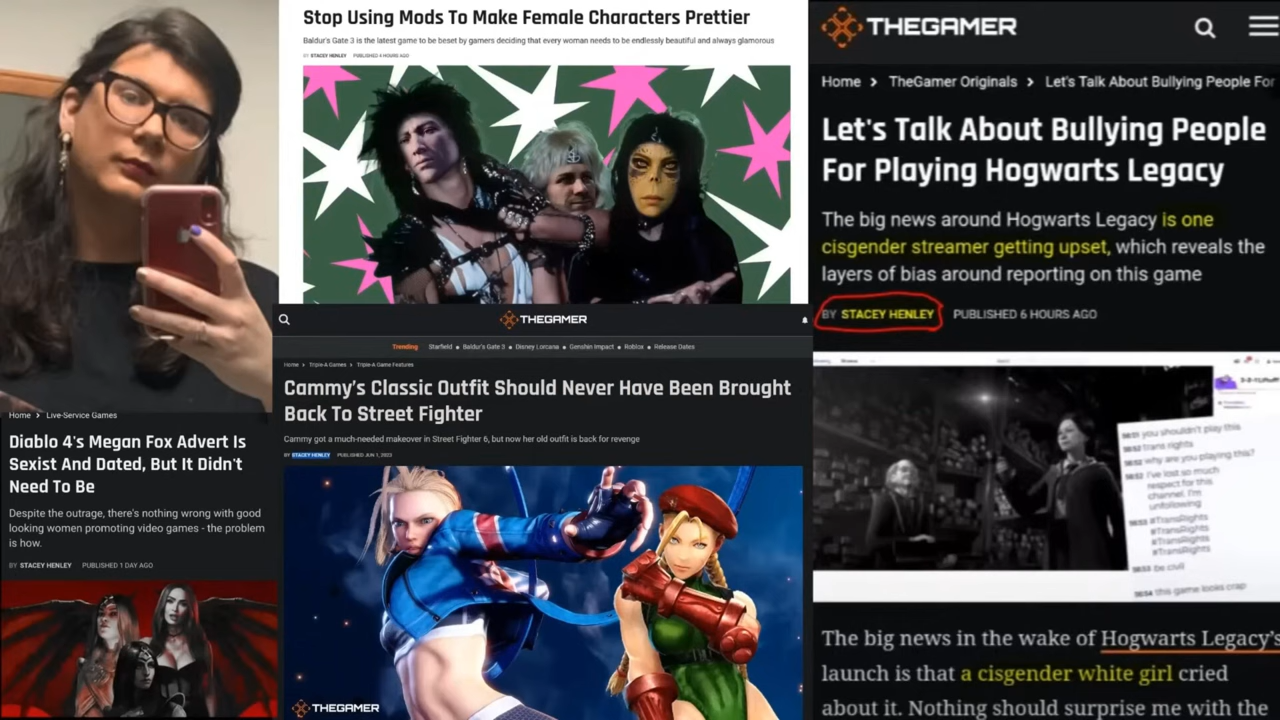 Stop Using Mods To Make Female Characters Prettier
Baldur's Gate 3 is the latest game to be beset by gamers deciding that every woman needs to be endlessly beautiful and always glamorous
BY STACEY HENLEY PUBLISHED 4 HOURS AGO
Home > Live-Service Games
Diablo 4's Megan Fox Advert Is
Sexist And Dated, But It Didn't
Need To Be
Despite the outrage, there's nothing wrong with good
looking women promoting video games - the problem
is how.
BY STACEY HENLEY PUBLISHED 1 DAY AGO
THEGAMER
Trending Starfield • Baldur's Gate 3 • Disney Lorcana • Genshin Impact • Roblox • Release Dates
Home > Triple-A Games > Triple-A Game Features
Cammy's Classic Outfit Should Never Have Been Brought
Back To Street Fighter
Cammy got a much-needed makeover in Street Fighter 6, but now her old outfit is back for revenge
BY STACEY HENLEY PUBLISHED JUN 1, 2023
THEGAMER
THEGAMER
Home > TheGamer Originals > Let's Talk About Bullying People For
Let's Talk About Bullying People
For Playing Hogwarts Legacy
The big news around Hogwarts Legacy is one
cisgender streamer getting upset, which reveals the
layers of bias around reporting on this game
BY STACEY HENLEY PUBLISHED 6 HOURS AGO
you shouldn't play this
trans rights
why are you playing this?
I've lost so much
respect for this
channel. I'm
unfollowing
#TransRights
#TransRights
#TransRights
#TransRights
be civil
this game looks crap
The big news in the wake of Hogwarts Legacy's
launch is that a cisgender white girl cried
about it. Nothing should surprise me with the